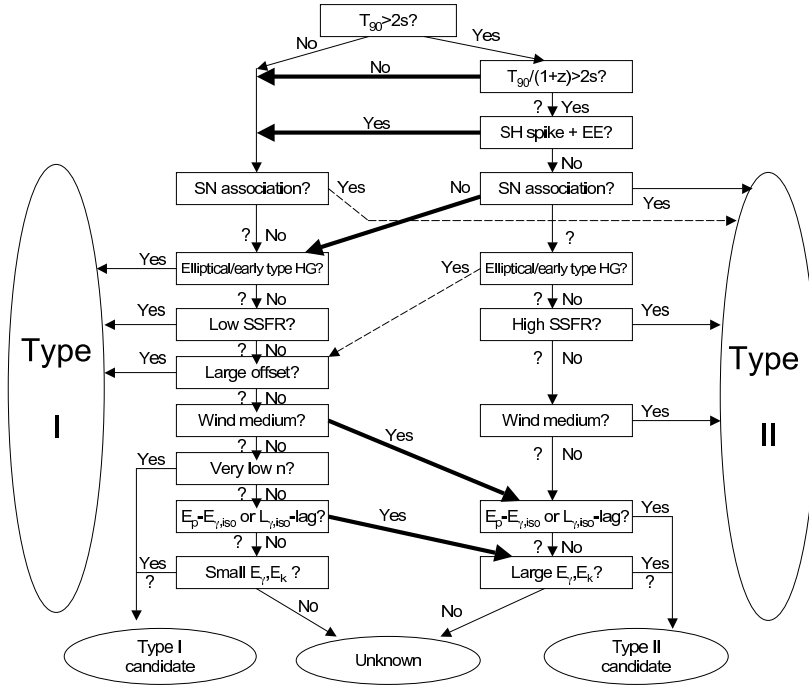 T90>2s?
No
Yes
No
T90/(1+z)>2s?
? Yes
Yes
SH spike + EE?
No
SN association?
Yes
No
SN association?
Yes
? No
?
Yes
Elliptical/early type HG?
Yes
Elliptical/early type HG?
? No
? No
Yes
Low SSFR?
High SSFR?
Yes
? No
Type
I
Yes
Large offset?
? No
Type
II
? No
Wind medium?
Yes
Wind medium?
Yes
? No
Yes
Very low n?
? No
? No
Ep-Eγ,iso or Lγ,iso-lag?
Yes
Ep-Eγ,iso or Lγ,iso-lag?
Yes
? No
? No
Yes
?
Small Eγ,Ek ?
Large Eγ,Ek?
Yes
?
No
No
Type I
candidate
Unknown
Type II
candidate